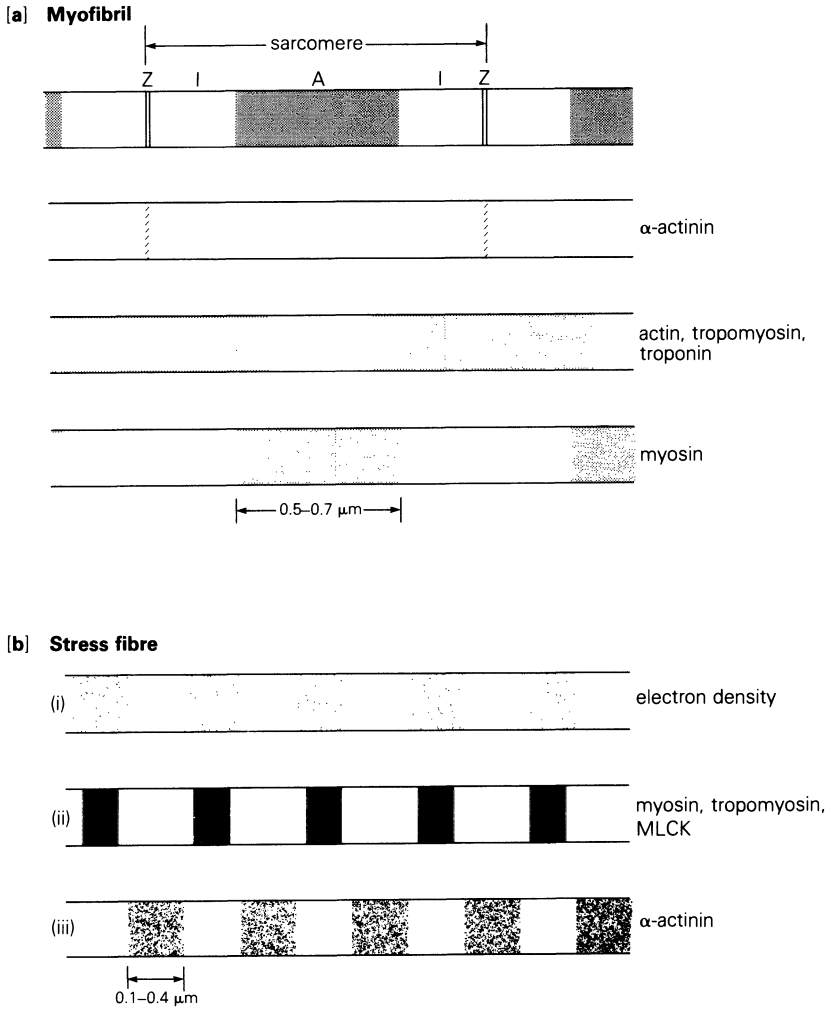 [a] Myofibril
sarcomere
Z I A I Z
α-actinin
actin, tropomyosin,
troponin
myosin
0.5–0.7 μm
[b] Stress fibre
(i)
electron density
(ii)
myosin, tropomyosin,
MLCK
(iii)
α-actinin
0.1–0.4 μm